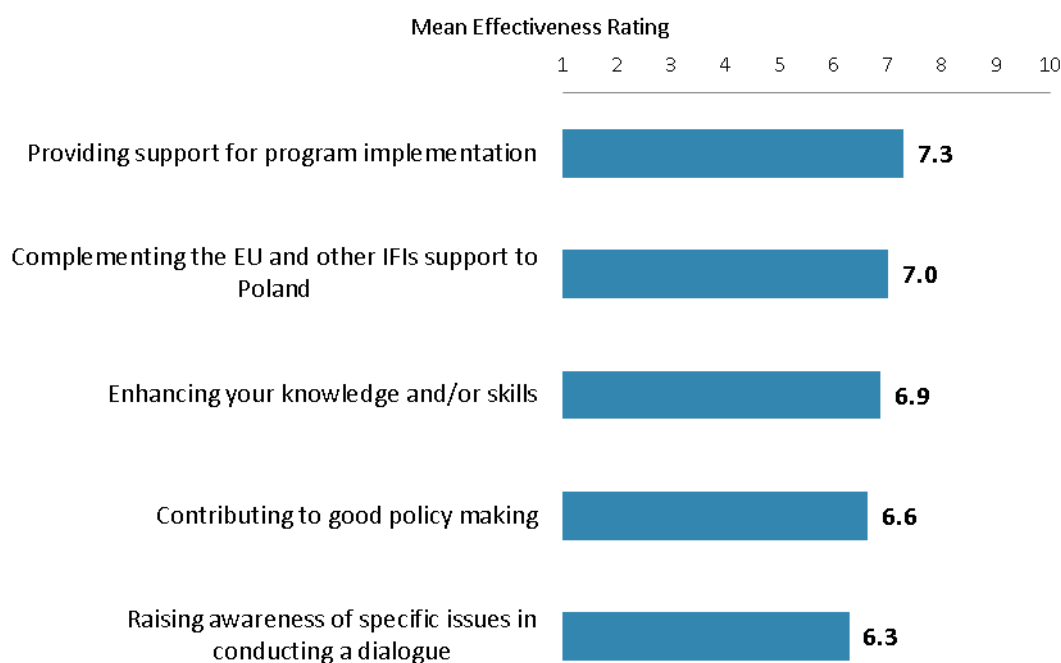 Mean Effectiveness Rating
1 2 3 4 5 6 7 8 9 10
Providing support for program implementation 7.3
Complementing the EU and other IFIs support to
Poland 7.0
Enhancing your knowledge and/or skills 6.9
Contributing to good policy making 6.6
Raising awareness of specific issues in
conducting a dialogue 6.3